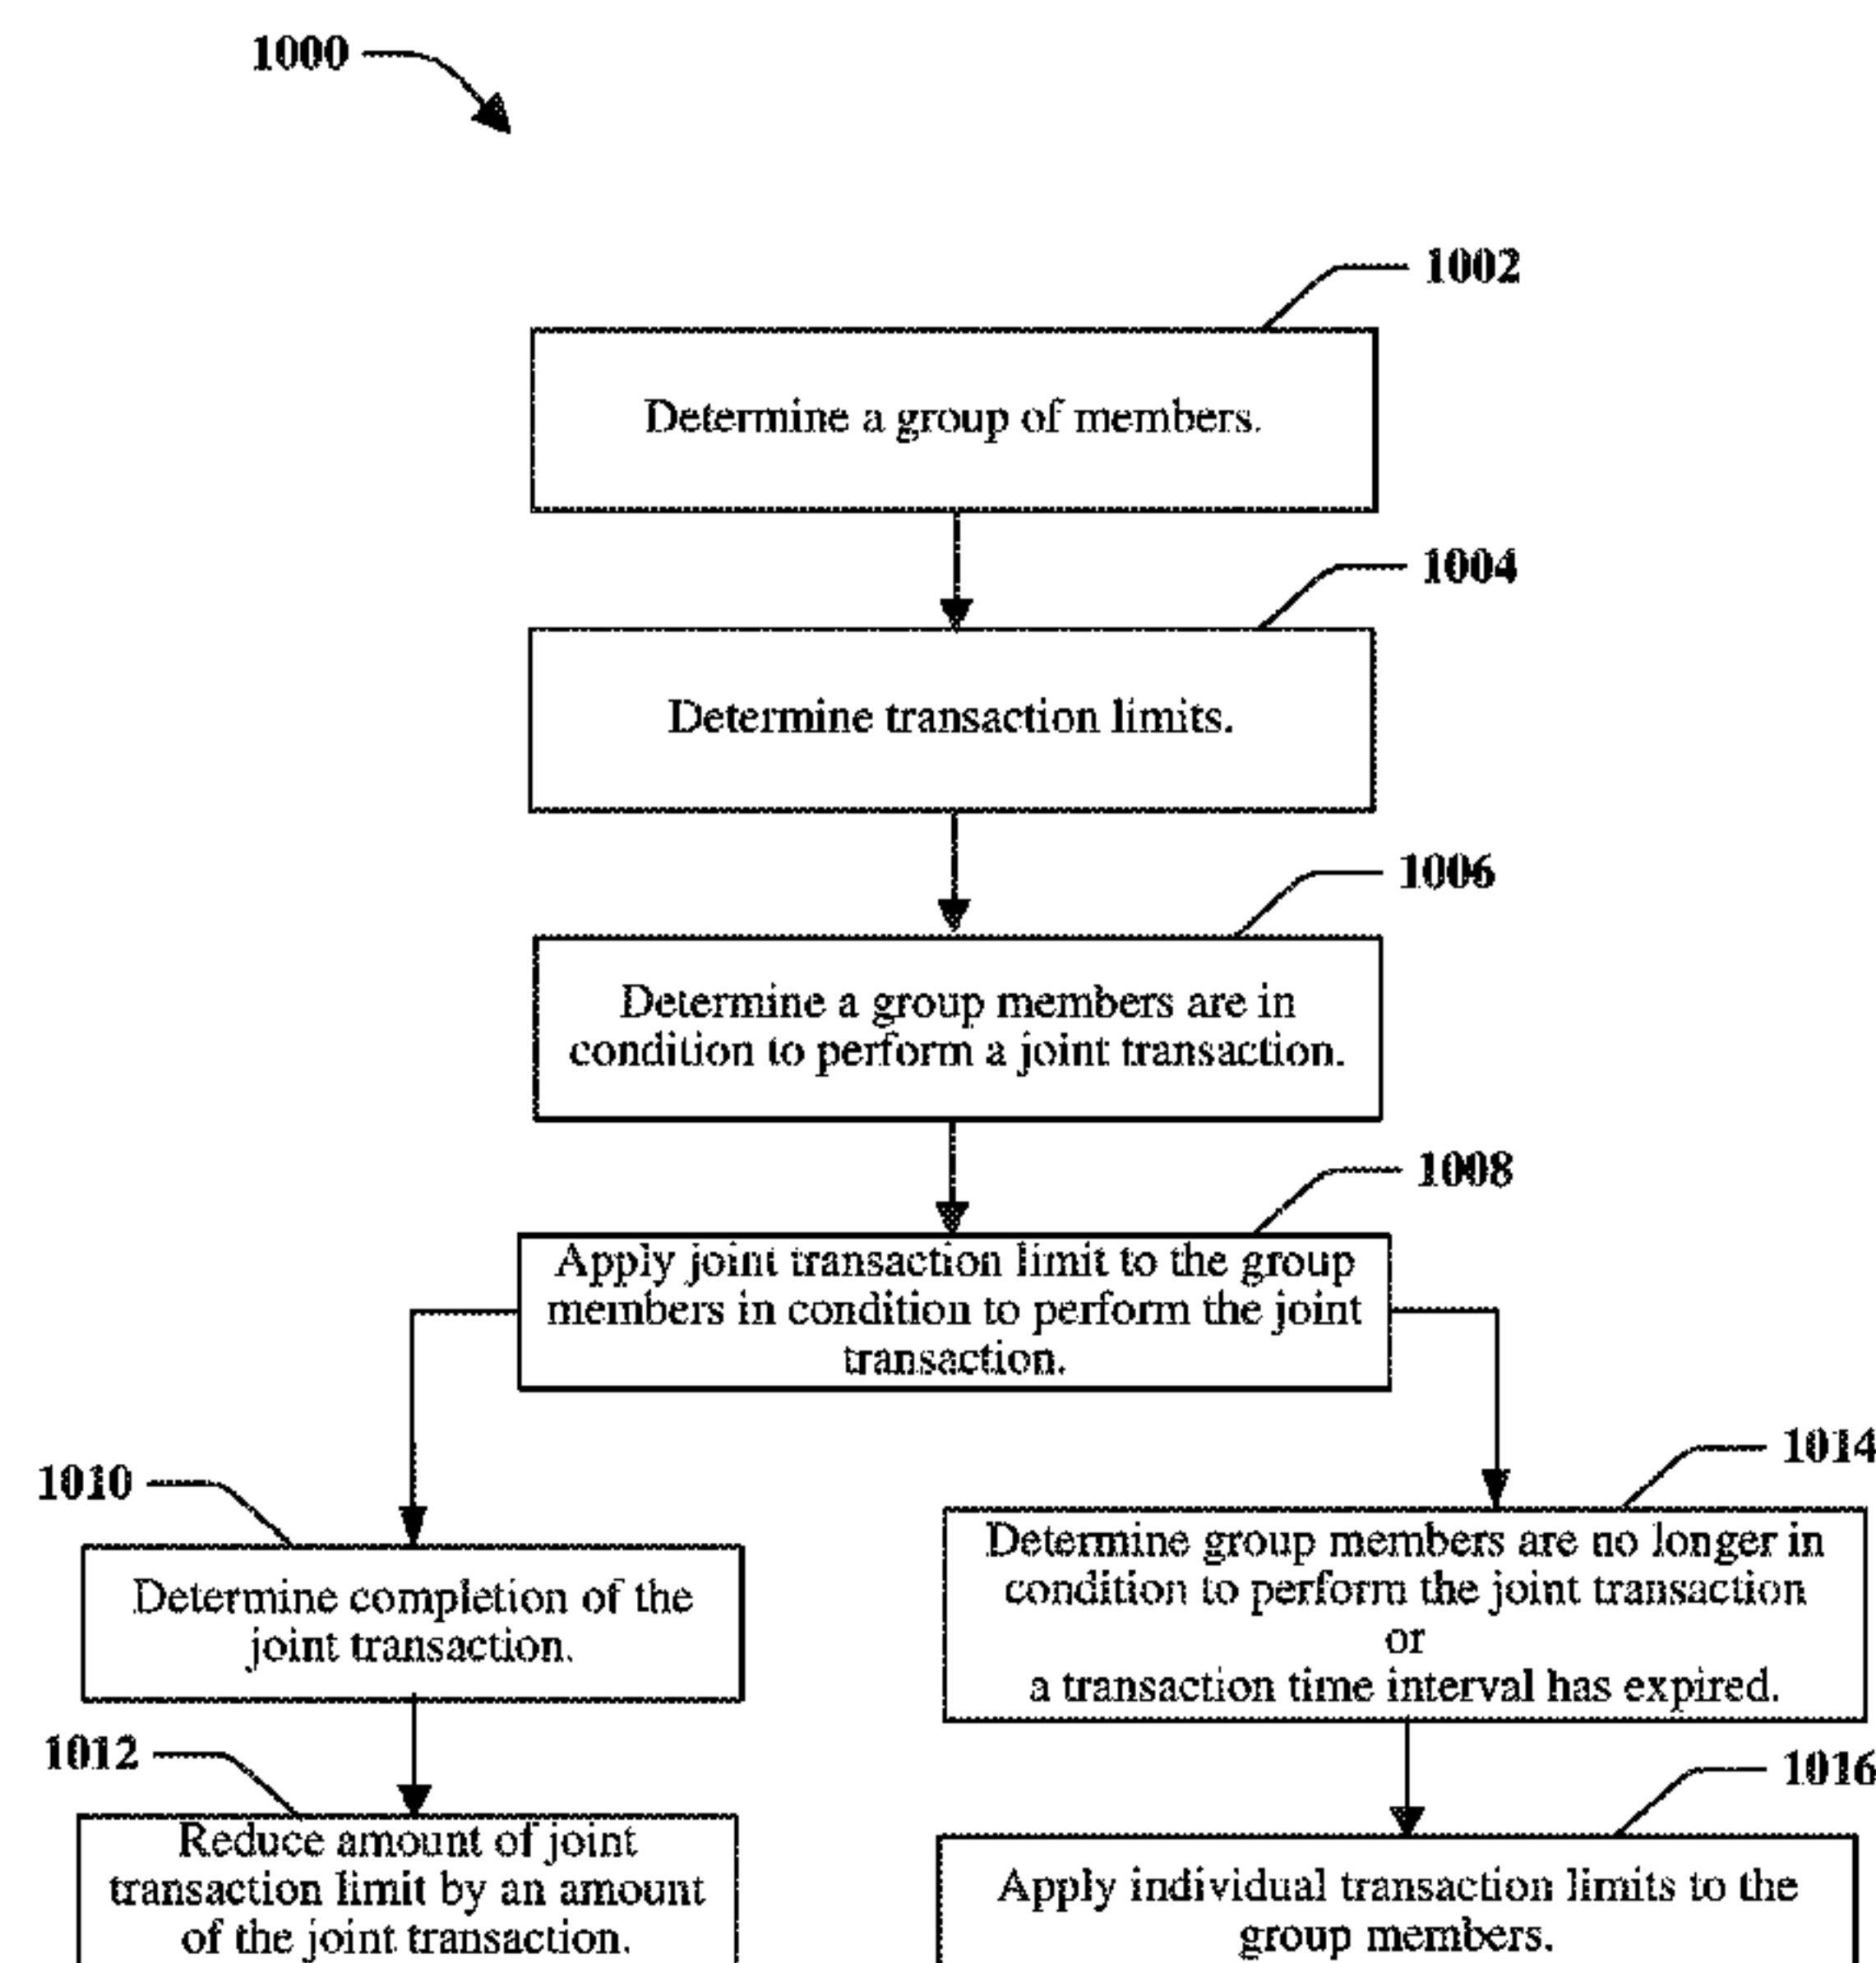 1000
1002
Determine a group of members.
1004
Determine transaction limits.
1006
Determine a group members are in
condition to perform a joint transaction.
1008
Apply joint transaction limit to the group
members in condition to perform the joint
transaction.
1010
Determine completion of the
joint transaction.
1012
Reduce amount of joint
transaction limit by an amount
of the joint transaction.
1014
Determine group members are no longer in
condition to perform the joint transaction
or
a transaction time interval has expired.
1016
Apply individual transaction limits to the
group members.